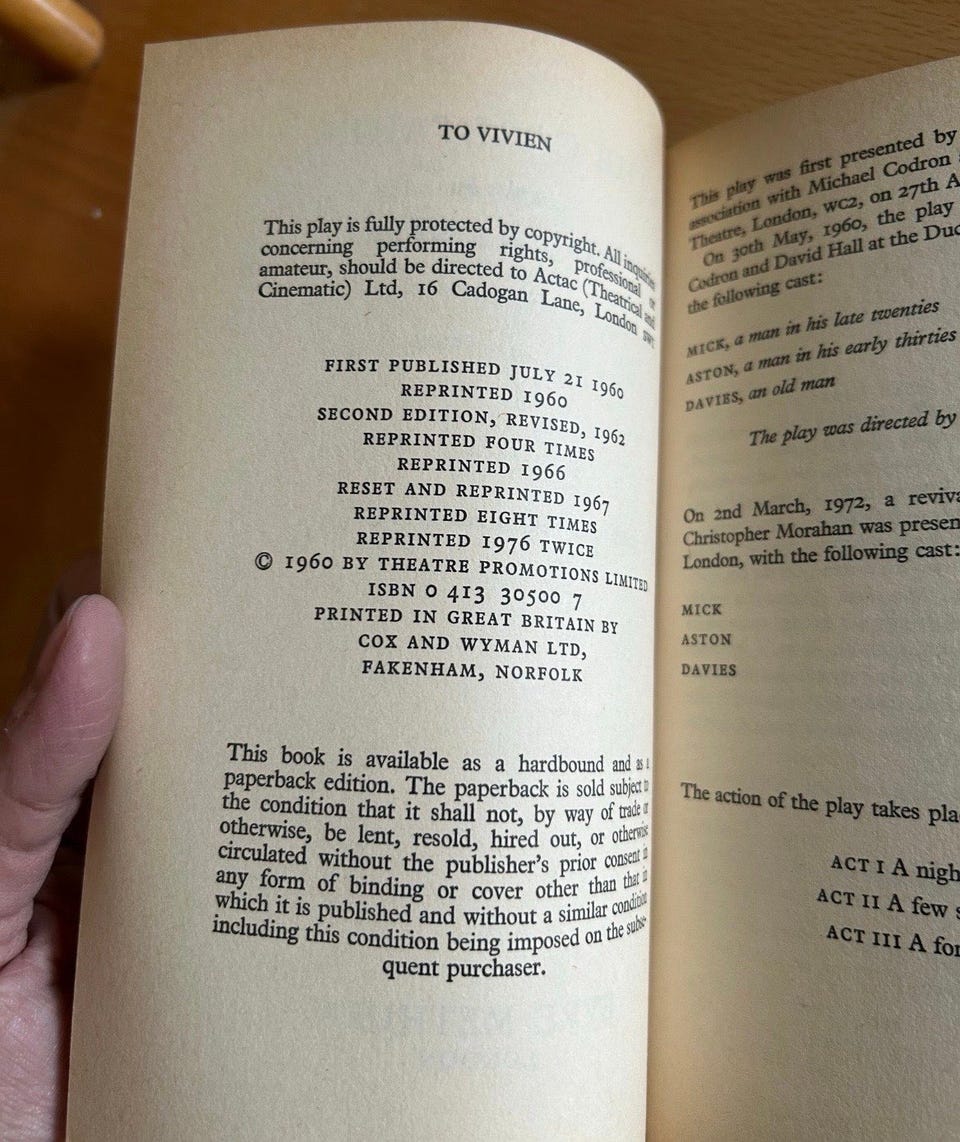 TO VIVIEN
This play is fully protected by copyright. All inquiries
concerning performing rights, professional or
amateur, should be directed to Actac (Theatrical and
Cinematic) Ltd, 16 Cadogan Lane, London SW1
FIRST PUBLISHED JULY 21 1960
REPRINTED 1960
SECOND EDITION, REVISED, 1962
REPRINTED FOUR TIMES
REPRINTED 1966
RESET AND REPRINTED 1967
REPRINTED EIGHT TIMES
REPRINTED 1976 TWICE
© 1960 BY THEATRE PROMOTIONS LIMITED
ISBN 0 413 30500 7
PRINTED IN GREAT BRITAIN BY
COX AND WYMAN LTD,
FAKENHAM, NORFOLK
This book is available as a hardbound and as a
paperback edition. The paperback is sold subject to
the condition that it shall not, by way of trade or
otherwise, be lent, resold, hired out, or otherwise
circulated without the publisher's prior consent in
any form of binding or cover other than that in
which it is published and without a similar condition
including this condition being imposed on the subse-
quent purchaser.
This play was first presented by
association with Michael Codron
Theatre, London, WC2, on 27th A
On 30th May, 1960, the play
Codron and David Hall at the Duc
the following cast:
MICK, a man in his late twenties
ASTON, a man in his early thirties
DAVIES, an old man
The play was directed by
On 2nd March, 1972, a reviva
Christopher Morahan was presen
London, with the following cast:
MICK
ASTON
DAVIES
The action of the play takes pla
ACT I A nigh
ACT II A few s
ACT III A for